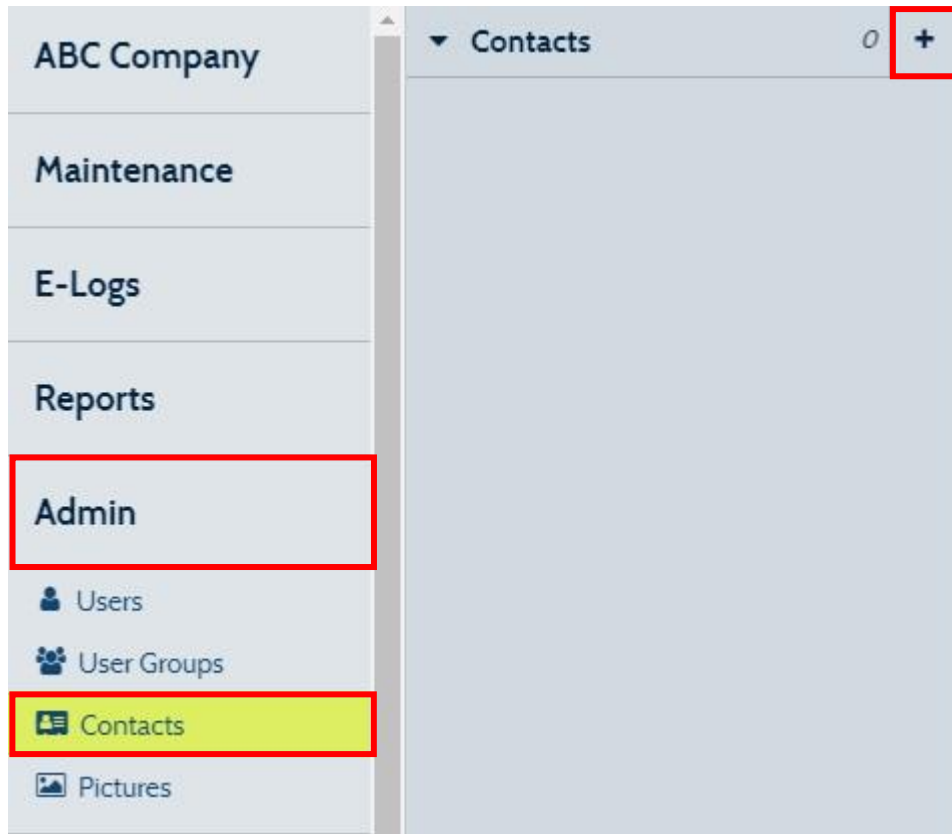 ABC Company
Maintenance
E-Logs
Reports
Admin
Users
User Groups
Contacts
Pictures
Contacts 0 +